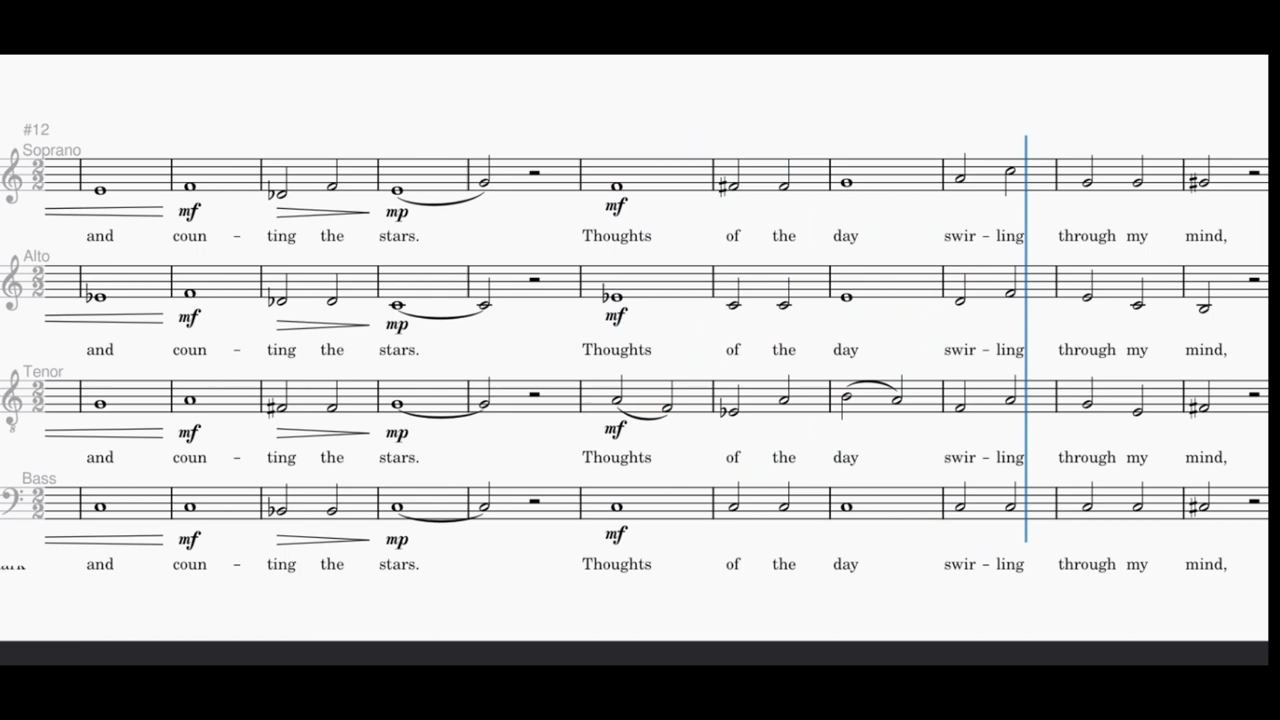 #12
Soprano
mf mp mf
and coun - ting the stars. Thoughts of the day swir - ling through my mind,
Alto
mf mp mf
and coun - ting the stars. Thoughts of the day swir - ling through my mind,
Tenor
8
mf mp mf
and coun - ting the stars. Thoughts of the day swir - ling through my mind,
Bass
mf mp mf
and coun - ting the stars. Thoughts of the day swir - ling through my mind,